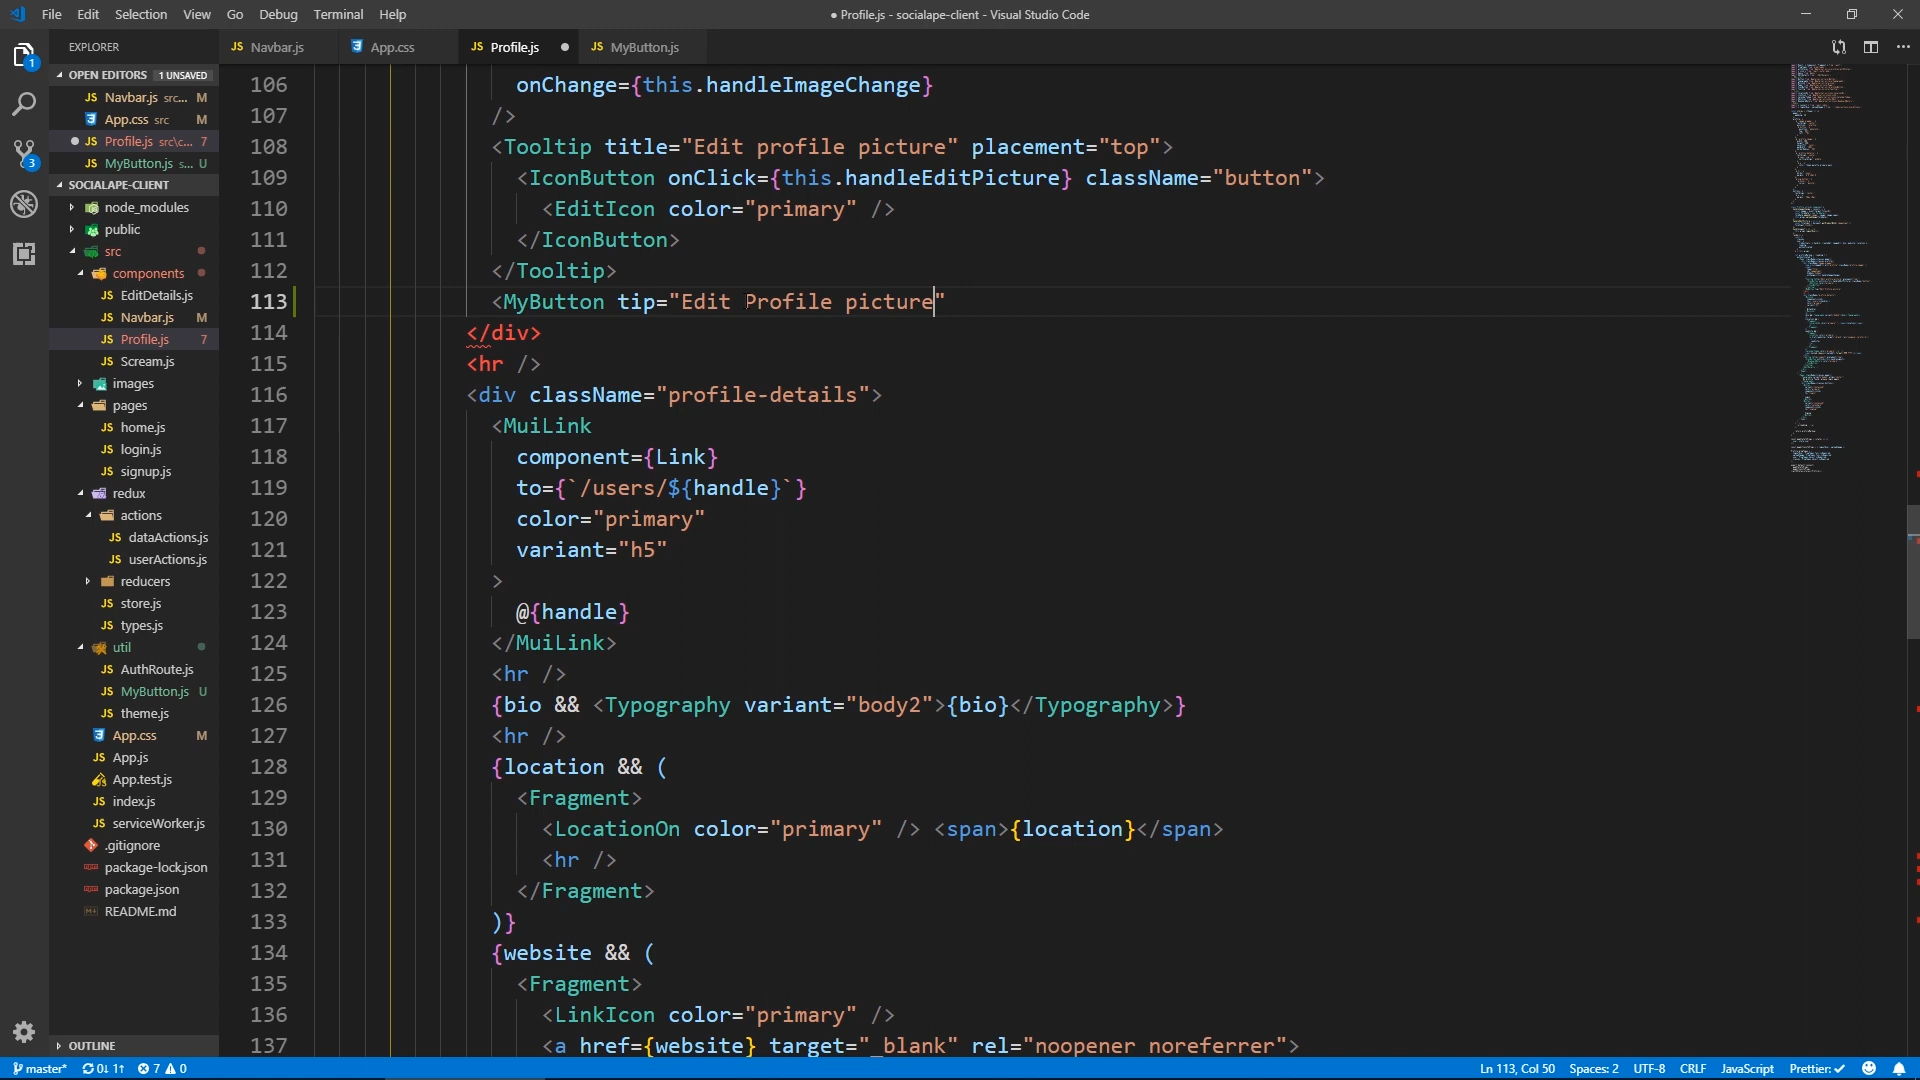 File Edit Selection View Go Debug Terminal Help
● Profile.js - socialape-client - Visual Studio Code
EXPLORER
OPEN EDITORS 1 UNSAVED
JS Navbar.js src... M
App.css src M
JS Profile.js src\c... 7
JS MyButton.js s... U
SOCIALAPE-CLIENT
node_modules
public
src
components
JS EditDetails.js
JS Navbar.js M
JS Profile.js 7
JS Scream.js
images
pages
JS home.js
JS login.js
JS signup.js
redux
actions
JS dataActions.js
JS userActions.js
reducers
JS store.js
JS types.js
util
JS AuthRoute.js
JS MyButton.js U
JS theme.js
App.css M
JS App.js
App.test.js
JS index.js
JS serviceWorker.js
.gitignore
package-lock.json
package.json
README.md
OUTLINE
1
3
JS Navbar.js
App.css
JS Profile.js
JS MyButton.js
106 onChange={this.handleImageChange}
107 />
108 <Tooltip title="Edit profile picture" placement="top">
109 <IconButton onClick={this.handleEditPicture} className="button">
110 <EditIcon color="primary" />
111 </IconButton>
112 </Tooltip>
113 <MyButton tip="Edit Profile picture"
114 </div>
115 <hr />
116 <div className="profile-details">
117 <MuiLink
118 component={Link}
119 to={`/users/${handle}`}
120 color="primary"
121 variant="h5"
122 >
123 @{handle}
124 </MuiLink>
125 <hr />
126 {bio && <Typography variant="body2">{bio}</Typography>}
127 <hr />
128 {location && (
129 <Fragment>
130 <LocationOn color="primary" /> <span>{location}</span>
131 <hr />
132 </Fragment>
133 )}
134 {website && (
135 <Fragment>
136 <LinkIcon color="primary" />
137 <a href={website} target="_blank" rel="noopener noreferrer">
master* 0↓ 1↑ 7 0
Ln 113, Col 50 Spaces: 2 UTF-8 CRLF JavaScript Prettier: ✓